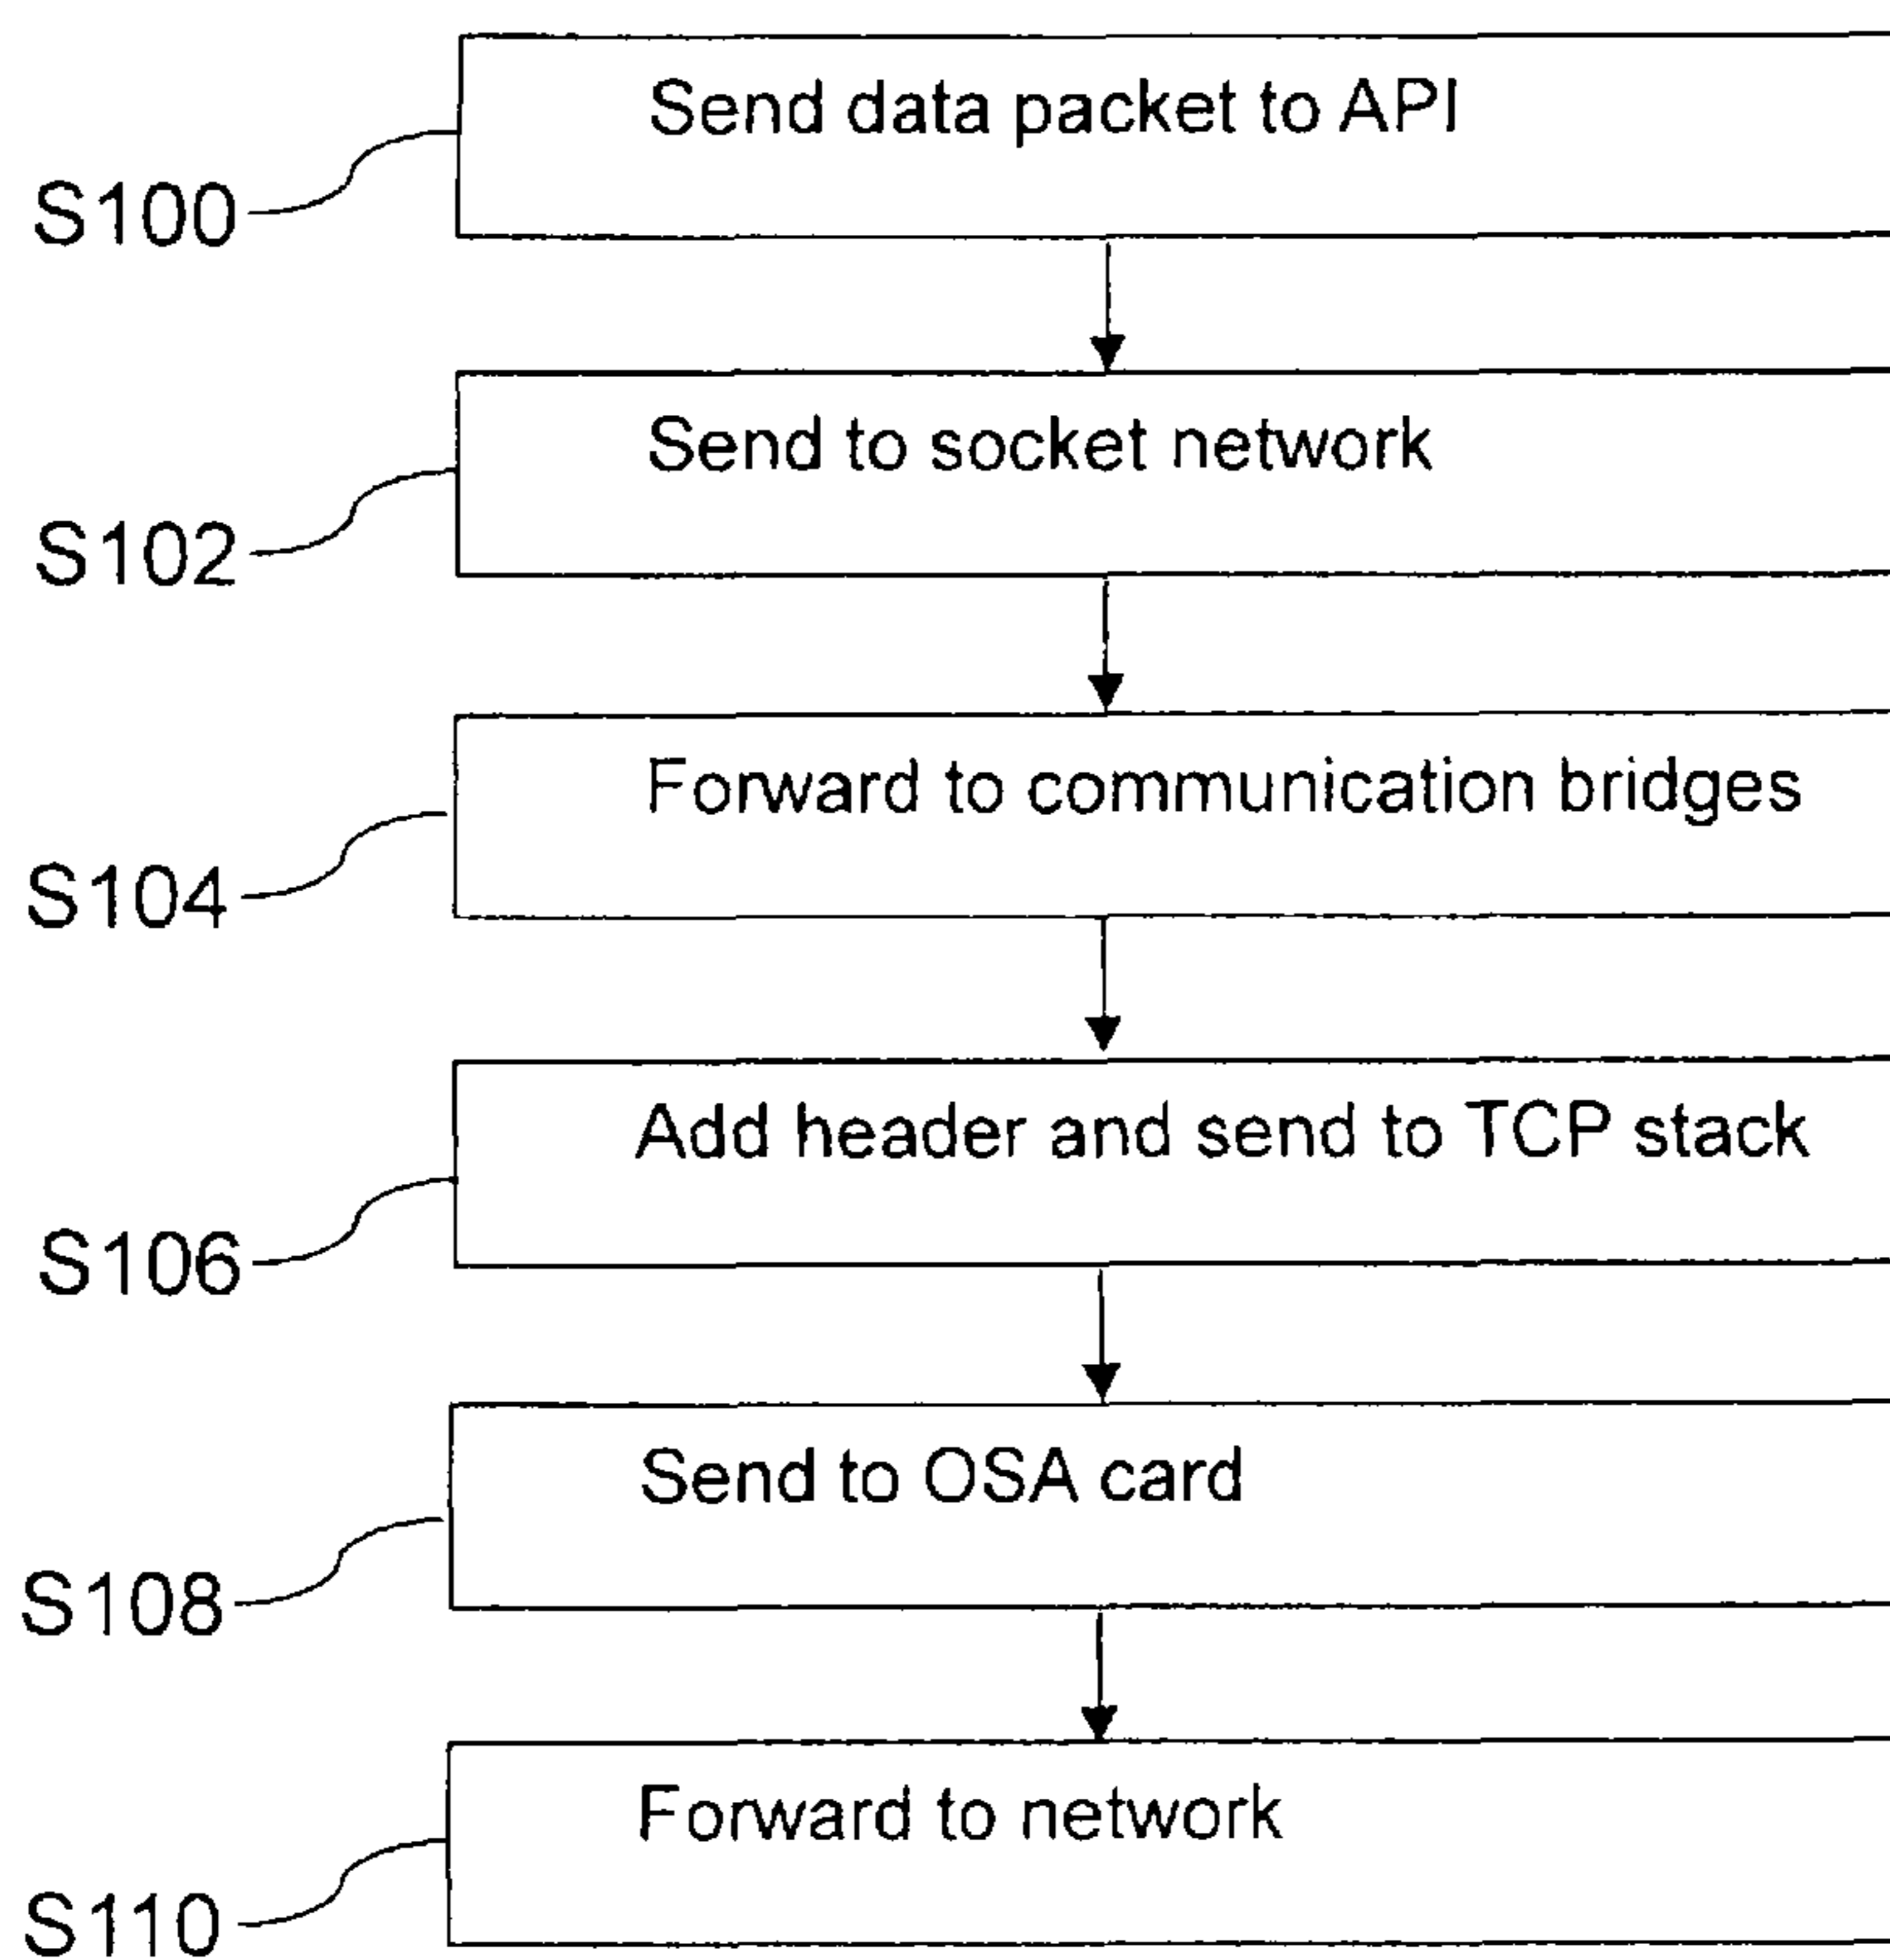 Send data packet to API
S100
Send to socket network
S102
Forward to communication bridges
S104
Add header and send to TCP stack
S106
Send to OSA card
S108
Forward to network
S110